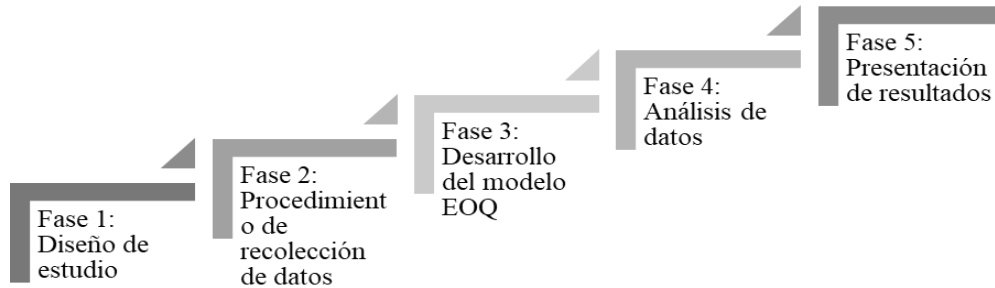 Fase 1:
Diseño de
estudio
Fase 2:
Procedimient
o de
recolección
de datos
Fase 3:
Desarrollo
del modelo
EOQ
Fase 4:
Análisis de
datos
Fase 5:
Presentación
de resultados